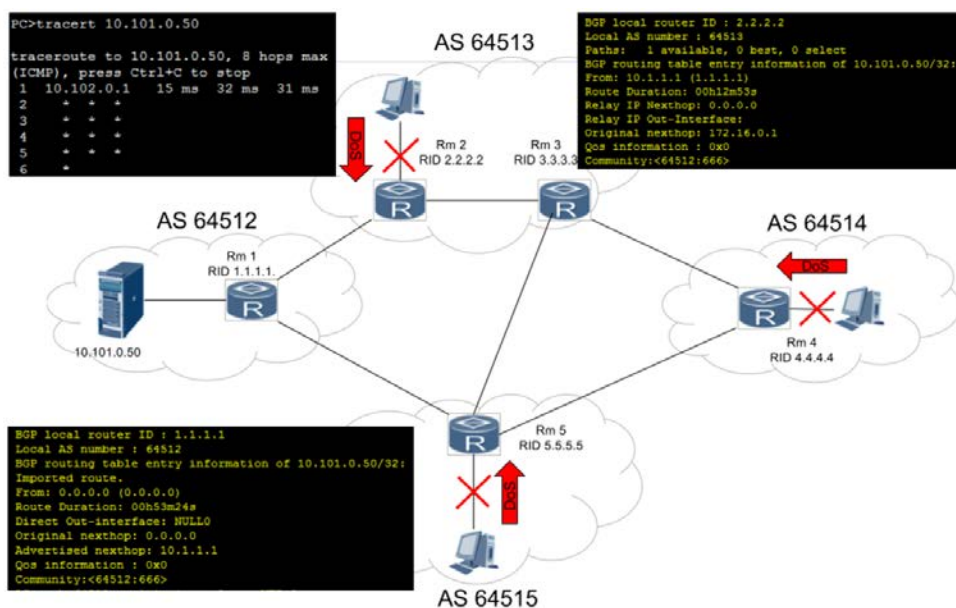 PC>tracert 10.101.0.50
traceroute to 10.101.0.50, 8 hops max
(ICMP), press Ctrl+C to stop
1 10.102.0.1 15 ms 32 ms 31 ms
2 * * *
3 * * *
4 * * *
5 * * *
6 *
AS 64513
BGP local router ID : 2.2.2.2
Local AS number : 64513
Paths: 1 available, 0 best, 0 select
BGP routing table entry information of 10.101.0.50/32:
From: 10.1.1.1 (1.1.1.1)
Route Duration: 00h12m53s
Relay IP Nexthop: 0.0.0.0
Relay IP Out-Interface:
Original nexthop: 172.16.0.1
Qos information : 0x0
Community:<64512:666>
DoS
Rm 2
RID 2.2.2.2
Rm 3
RID 3.3.3.3
R
R
AS 64512
Rm 1
RID 1.1.1.1.
R
10.101.0.50
AS 64514
DoS
R
Rm 4
RID 4.4.4.4
Rm 5
RID 5.5.5.5
R
DoS
AS 64515
BGP local router ID : 1.1.1.1
Local AS number : 64512
BGP routing table entry information of 10.101.0.50/32:
Imported route.
From: 0.0.0.0 (0.0.0.0)
Route Duration: 00h53m24s
Direct Out-interface: NULL0
Original nexthop: 0.0.0.0
Advertised nexthop: 10.1.1.1
Qos information : 0x0
Community:<64512:666>